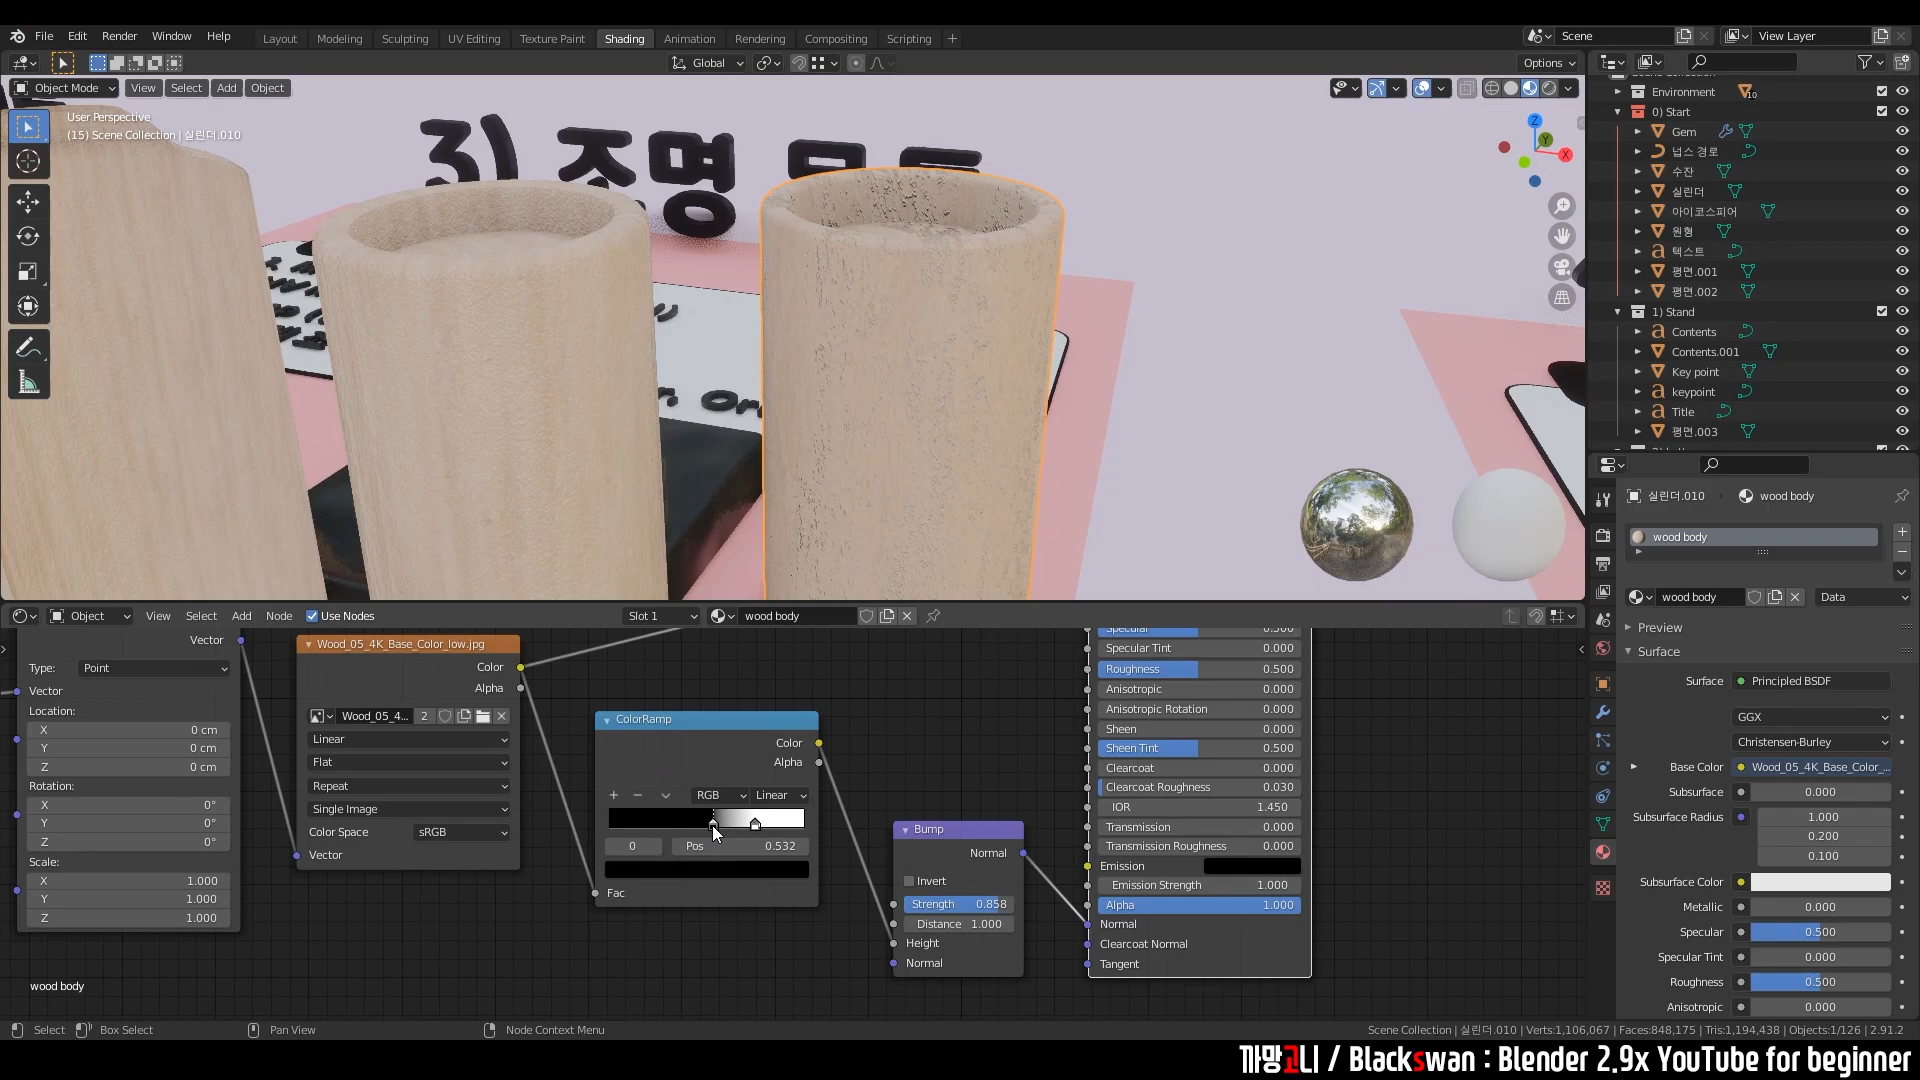 File Edit Render Window Help Layout Modeling Sculpting UV Editing Texture Paint Shading Animation Rendering Compositing Scripting + Scene View Layer
Global Options
Object Mode View Select Add Object
User Perspective
(15) Scene Collection | 실린더.010
3) 조명
Z
Y
X
Environment 10
0) Start
Gem
넙스 경로
수잔
실린더
아이코스피어
원형
텍스트
평면.001
평면.002
1) Stand
Contents
Contents.001
Key point
keypoint
Title
평면.003
실린더.010 wood body
wood body
wood body Data
Preview
Surface
Surface Principled BSDF
GGX
Christensen-Burley
Base Color Wood_05_4K_Base_Color_...
Subsurface 0.000
Subsurface Radius 1.000
0.200
0.100
Subsurface Color
Metallic 0.000
Specular 0.500
Specular Tint 0.000
Roughness 0.500
Anisotropic 0.000
Object View Select Add Node Use Nodes Slot 1 wood body
Vector
Type: Point
Vector
Location:
X 0 cm
Y 0 cm
Z 0 cm
Rotation:
X 0°
Y 0°
Z 0°
Scale:
X 1.000
Y 1.000
Z 1.000
Wood_05_4K_Base_Color_low.jpg
Color
Alpha
Wood_05_4... 2
Linear
Flat
Repeat
Single Image
Color Space sRGB
Vector
ColorRamp
Color
Alpha
RGB Linear
0 Pos 0.532
Fac
Bump
Normal
Invert
Strength 0.858
Distance 1.000
Height
Normal
Specular 0.500
Specular Tint 0.000
Roughness 0.500
Anisotropic 0.000
Anisotropic Rotation 0.000
Sheen 0.000
Sheen Tint 0.500
Clearcoat 0.000
Clearcoat Roughness 0.030
IOR 1.450
Transmission 0.000
Transmission Roughness 0.000
Emission
Emission Strength 1.000
Alpha 1.000
Normal
Clearcoat Normal
Tangent
wood body
Select Box Select Pan View Node Context Menu Scene Collection | 실린더.010 | Verts:1,106,067 | Faces:848,175 | Tris:1,194,438 | Objects:1/126 | 2.91.2
까망고니 / Blackswan : Blender 2.9x YouTube for beginner